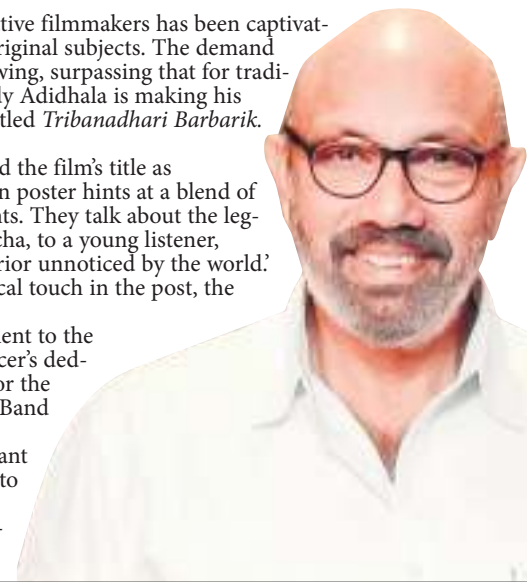 tive filmmakers has been captivat-
riginal subjects. The demand
wing, surpassing that for tradi-
ly Adidhala is making his
tled Tribanadhari Barbarik.
d the film's title as
n poster hints at a blend of
nts. They talk about the leg-
cha, to a young listener,
rior unnoticed by the world.'
cal touch in the post, the
ent to the
cer's ded-
or the
Band
ant
to
-